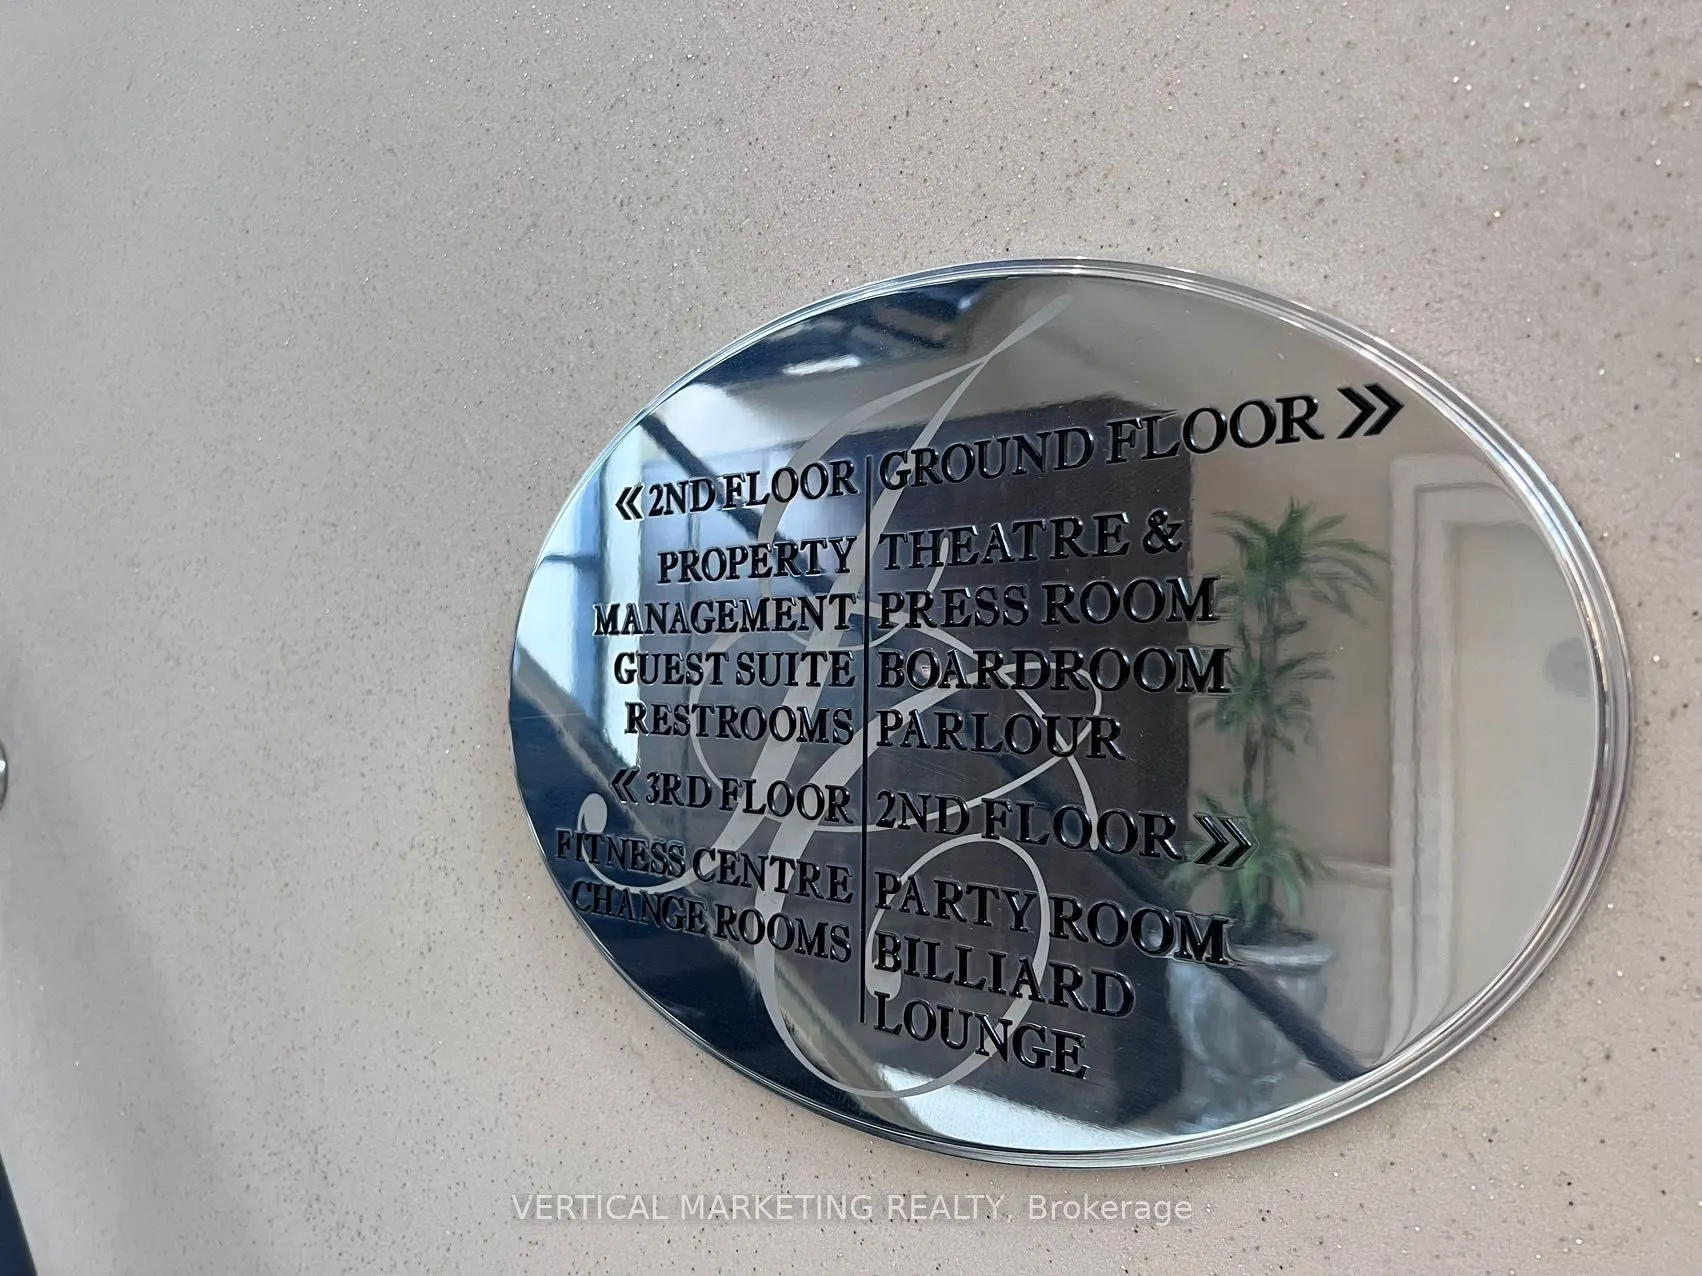 « 2ND FLOOR
PROPERTY
MANAGEMENT
GUEST SUITE
RESTROOMS
« 3RD FLOOR
FITNESS CENTRE
CHANGE ROOMS
GROUND FLOOR »
THEATRE &
PRESS ROOM
BOARDROOM
PARLOUR
2ND FLOOR »
PARTY ROOM
BILLIARD
LOUNGE
VERTICAL MARKETING REALTY, Brokerage